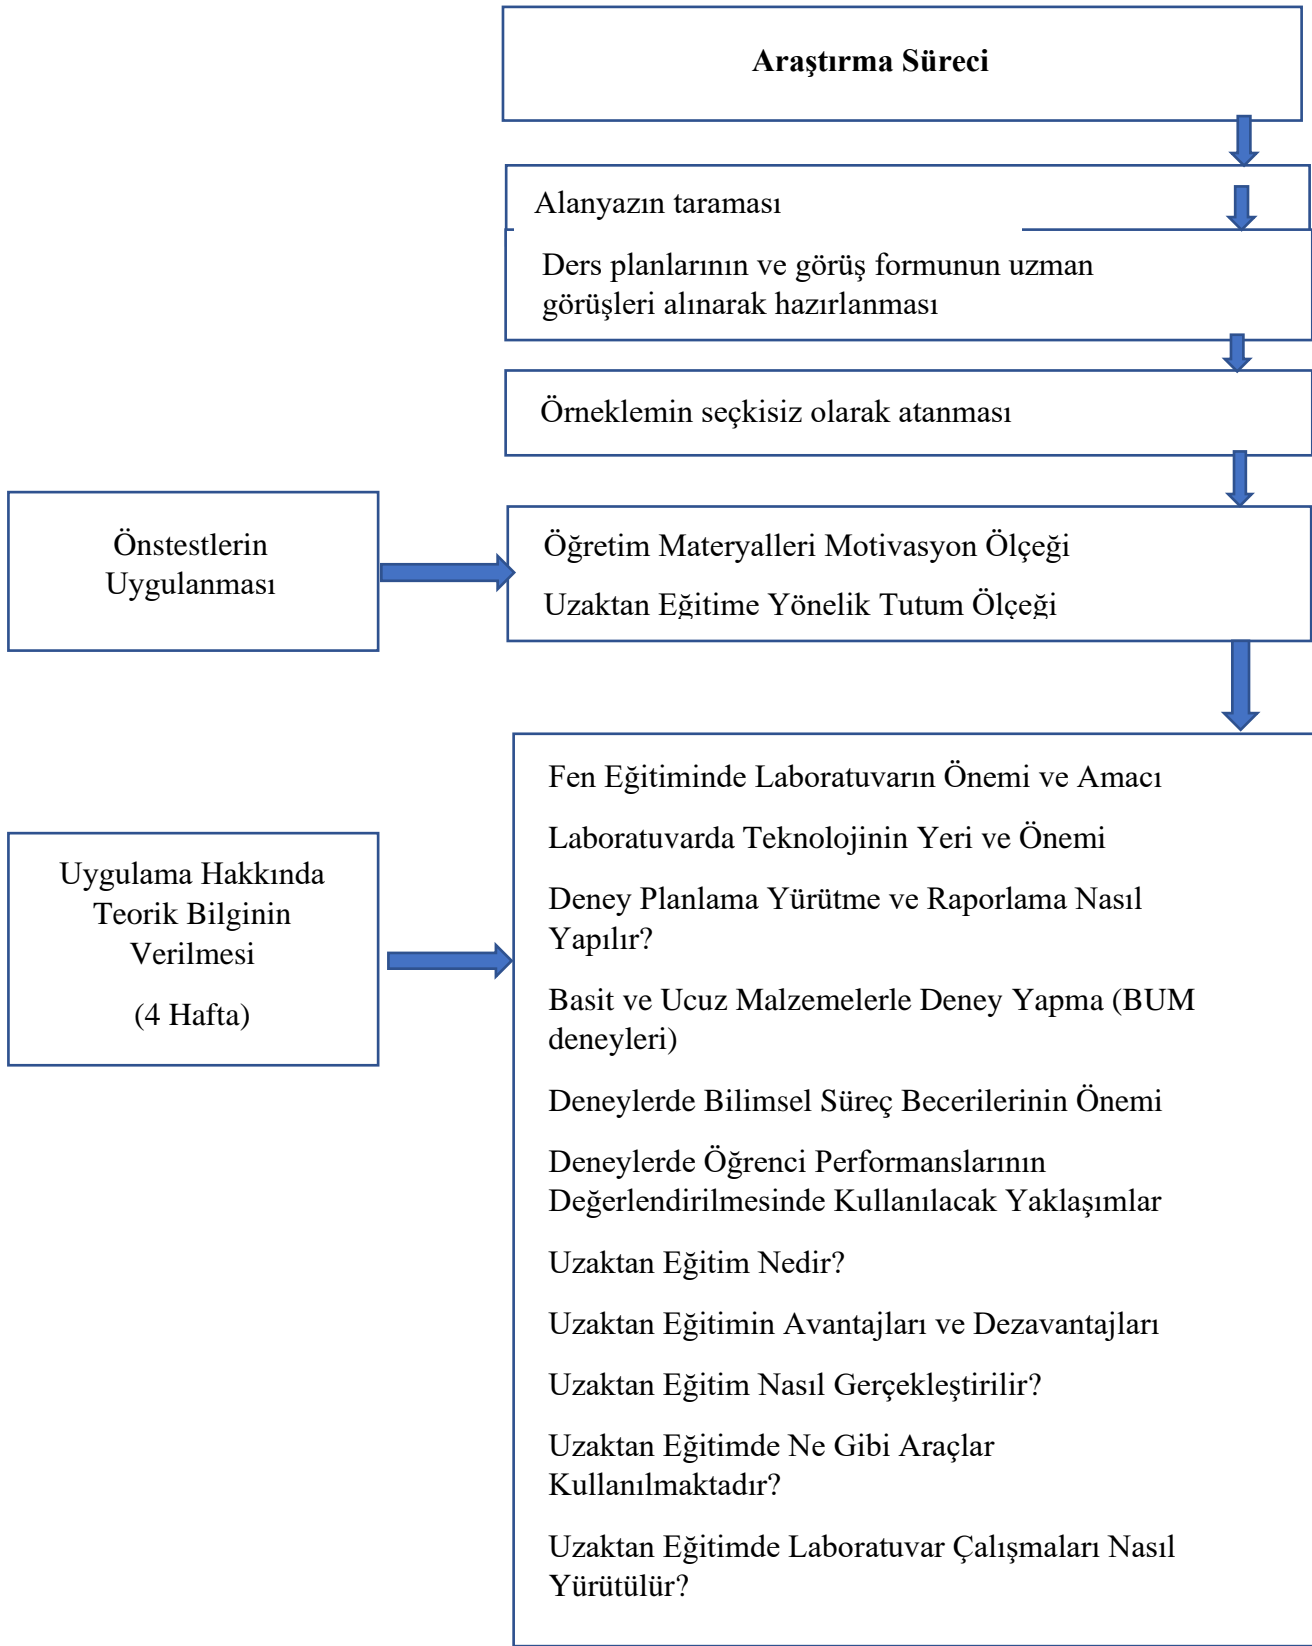 Araştırma Süreci
Alanyazın taraması
Ders planlarının ve görüş formunun uzman
görüşleri alınarak hazırlanması
Örneklemin seçkisiz olarak atanması
Önstestlerin
Uygulanması
Öğretim Materyalleri Motivasyon Ölçeği
Uzaktan Eğitime Yönelik Tutum Ölçeği
Uygulama Hakkında
Teorik Bilginin
Verilmesi
(4 Hafta)
Fen Eğitiminde Laboratuvarın Önemi ve Amacı
Laboratuvarda Teknolojinin Yeri ve Önemi
Deney Planlama Yürütme ve Raporlama Nasıl
Yapılır?
Basit ve Ucuz Malzemelerle Deney Yapma (BUM
deneyleri)
Deneylerde Bilimsel Süreç Becerilerinin Önemi
Deneylerde Öğrenci Performanslarının
Değerlendirilmesinde Kullanılacak Yaklaşımlar
Uzaktan Eğitim Nedir?
Uzaktan Eğitimin Avantajları ve Dezavantajları
Uzaktan Eğitim Nasıl Gerçekleştirilir?
Uzaktan Eğitimde Ne Gibi Araçlar
Kullanılmaktadır?
Uzaktan Eğitimde Laboratuvar Çalışmaları Nasıl
Yürütülür?